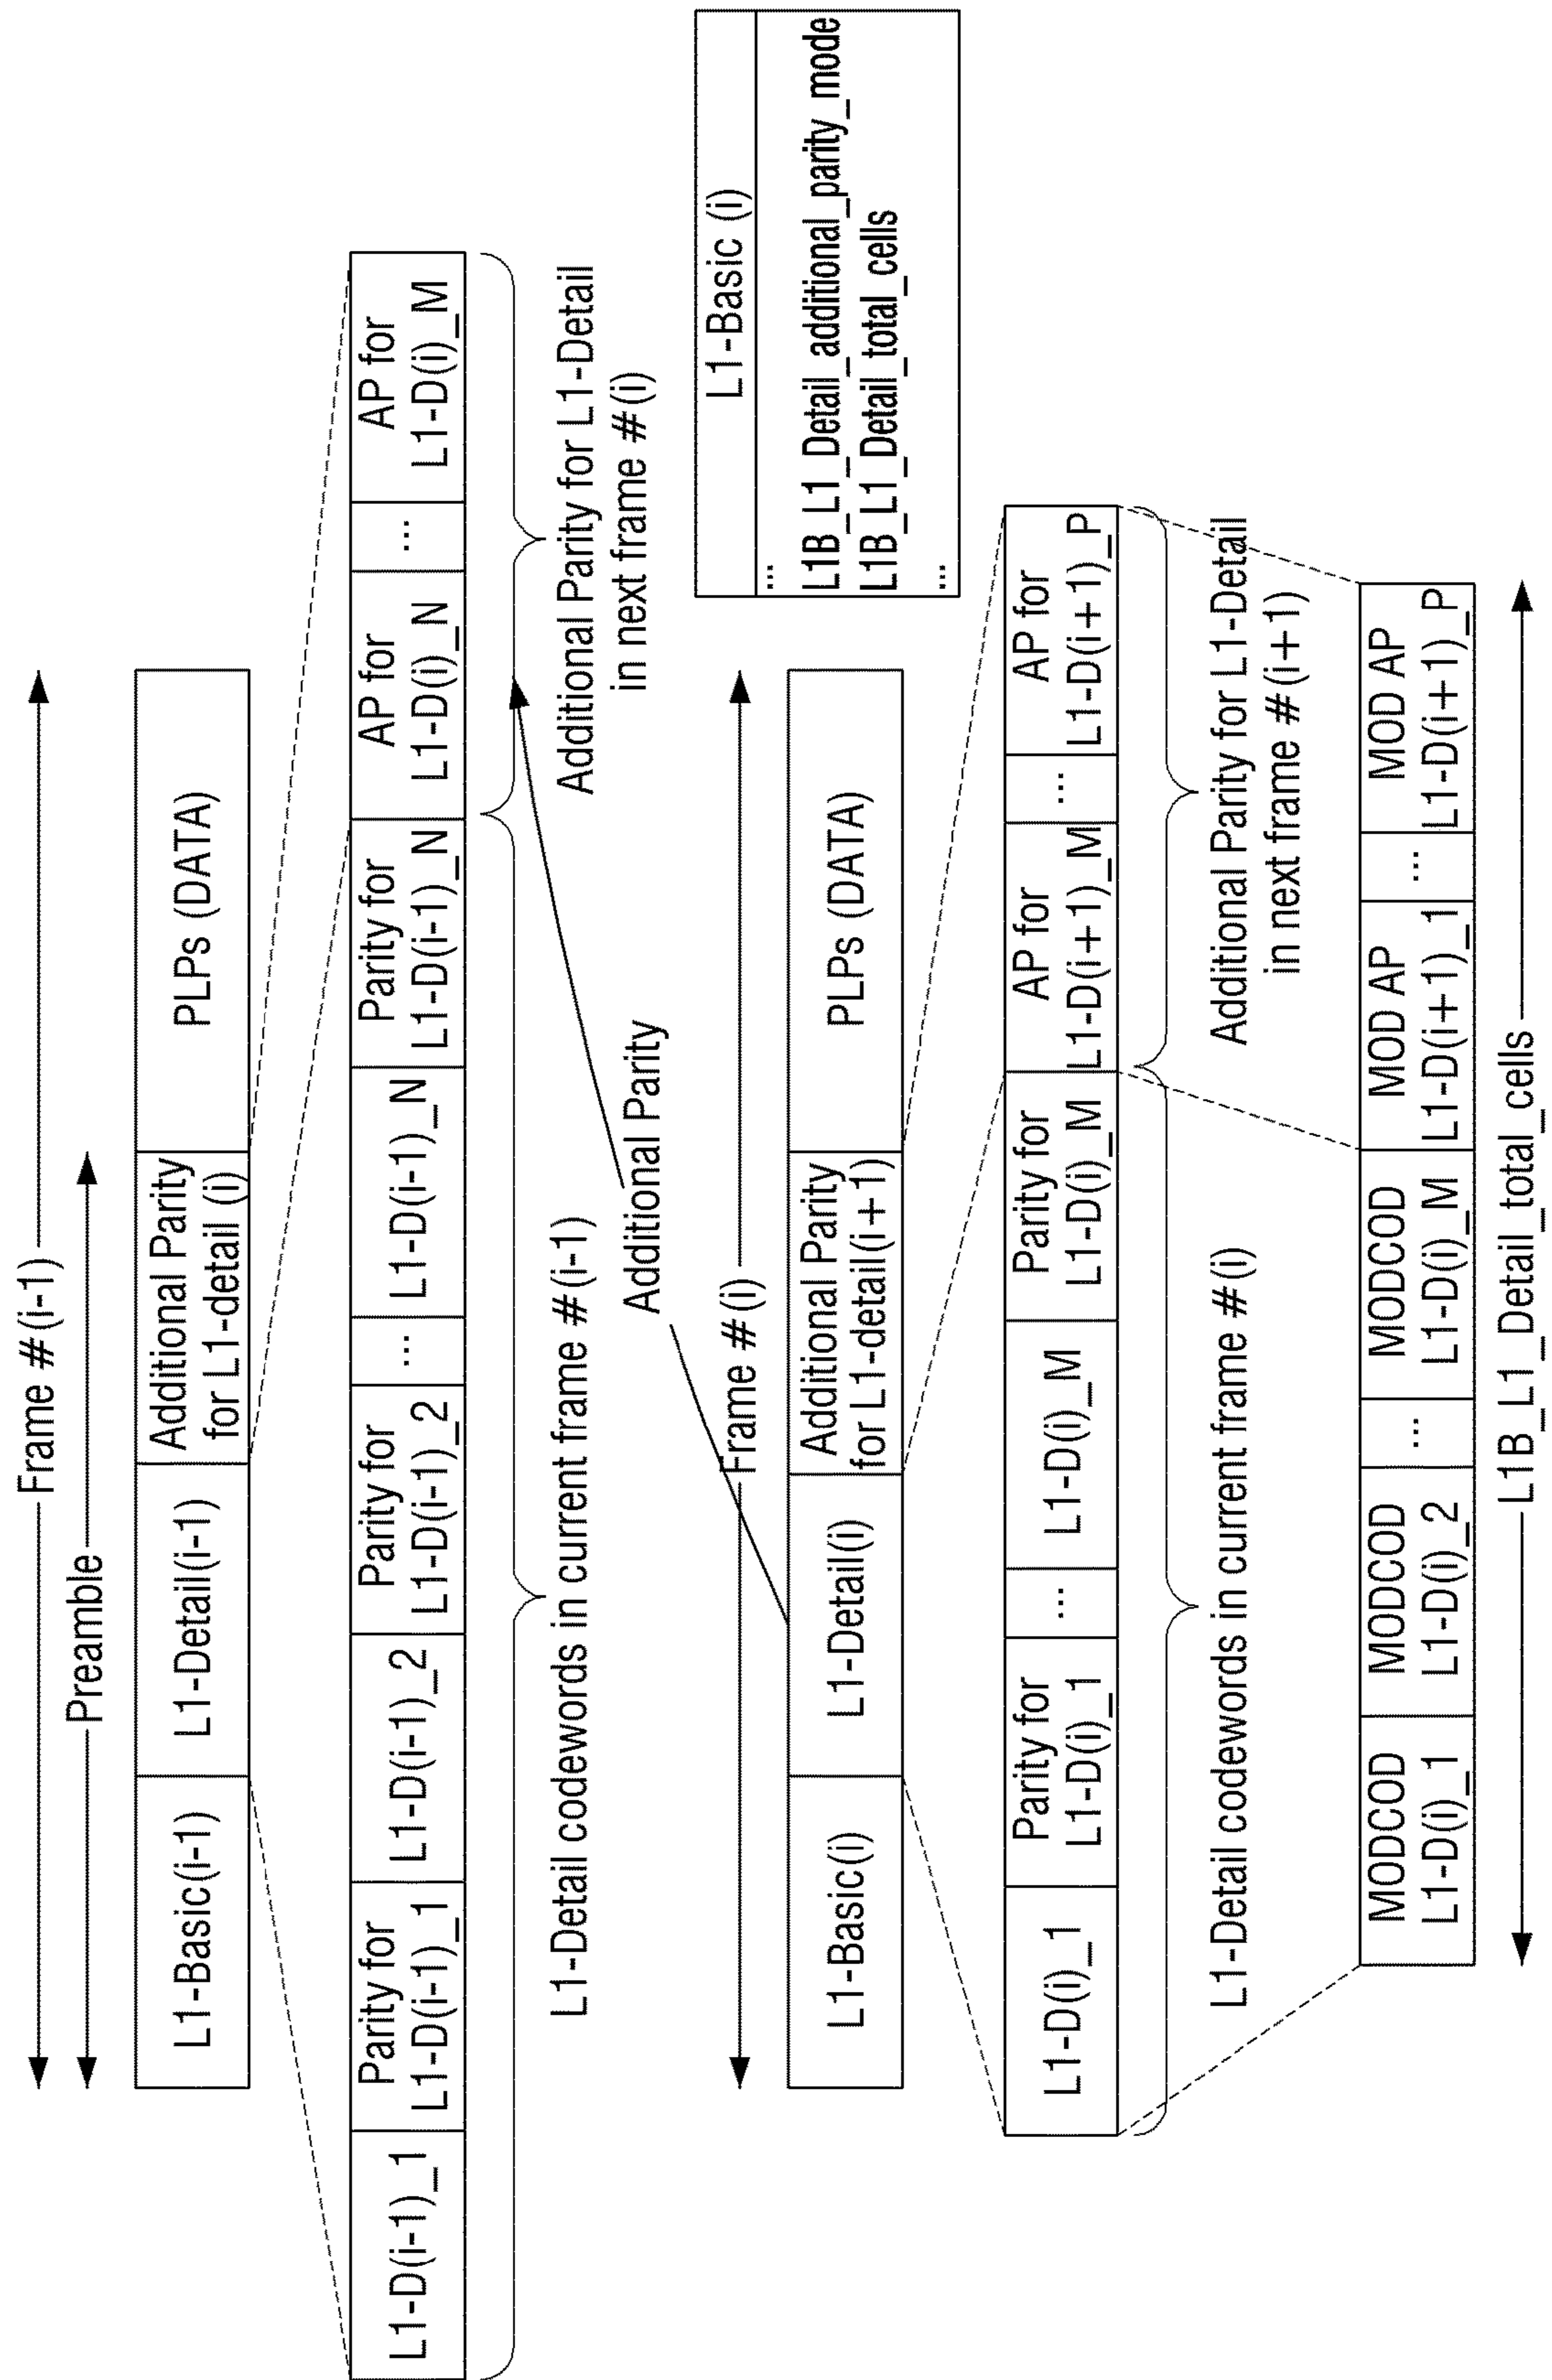 Frame #(i-1)
Preamble
L1-Basic(i-1)
L1-Detail(i-1)
Additional Parity
for L1-detail (i)
PLPs (DATA)
L1-D(i-1)_1
Parity for
L1-D(i-1)_1
L1-D(i-1)_2
Parity for
L1-D(i-1)_2
...
L1-D(i-1)_N
Parity for
L1-D(i-1)_N
AP for
L1-D(i)_N
...
AP for
L1-D(i)_M
L1-Detail codewords in current frame #(i-1)
Additional Parity for L1-Detail
in next frame #(i)
Additional Parity
Frame #(i)
L1-Basic(i)
L1-Detail(i)
Additional Parity
for L1-detail(i+1)
PLPs (DATA)
L1-Basic (i)
...
L1B_L1_Detail_additional_parity_mode
L1B_L1_Detail_total_cells
...
L1-D(i)_1
Parity for
L1-D(i)_1
...
L1-D(i)_M
Parity for
L1-D(i)_M
AP for
L1-D(i+1)_M
...
AP for
L1-D(i+1)_P
L1-Detail codewords in current frame #(i)
Additional Parity for L1-Detail
in next frame #(i+1)
MODCOD
L1-D(i)_1
MODCOD
L1-D(i)_2
...
MODCOD
L1-D(i)_M
MOD AP
L1-D(i+1)_1
...
MOD AP
L1-D(i+1)_P
L1B_L1_Detail_total_cells